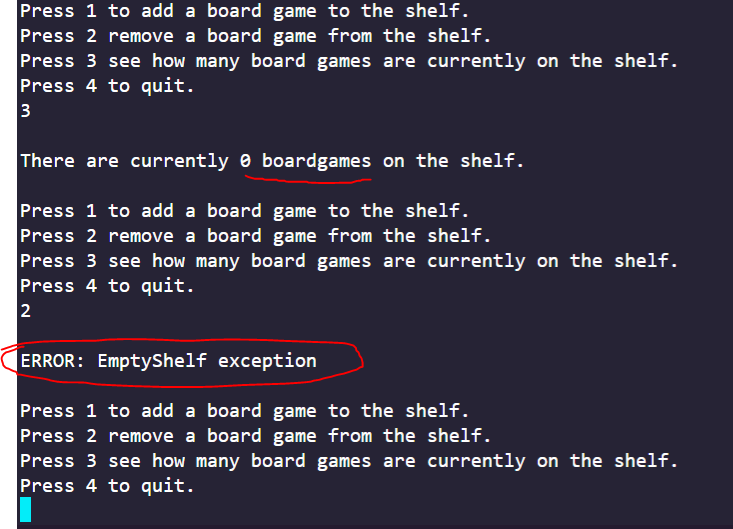 Press 1 to add a board game to the shelf.
Press 2 remove a board game from the shelf.
Press 3 see how many board games are currently on the shelf.
Press 4 to quit.
3
There are currently 0 boardgames on the shelf.
Press 1 to add a board game to the shelf.
Press 2 remove a board game from the shelf.
Press 3 see how many board games are currently on the shelf.
Press 4 to quit.
2
ERROR: EmptyShelf exception
Press 1 to add a board game to the shelf.
Press 2 remove a board game from the shelf.
Press 3 see how many board games are currently on the shelf.
Press 4 to quit.